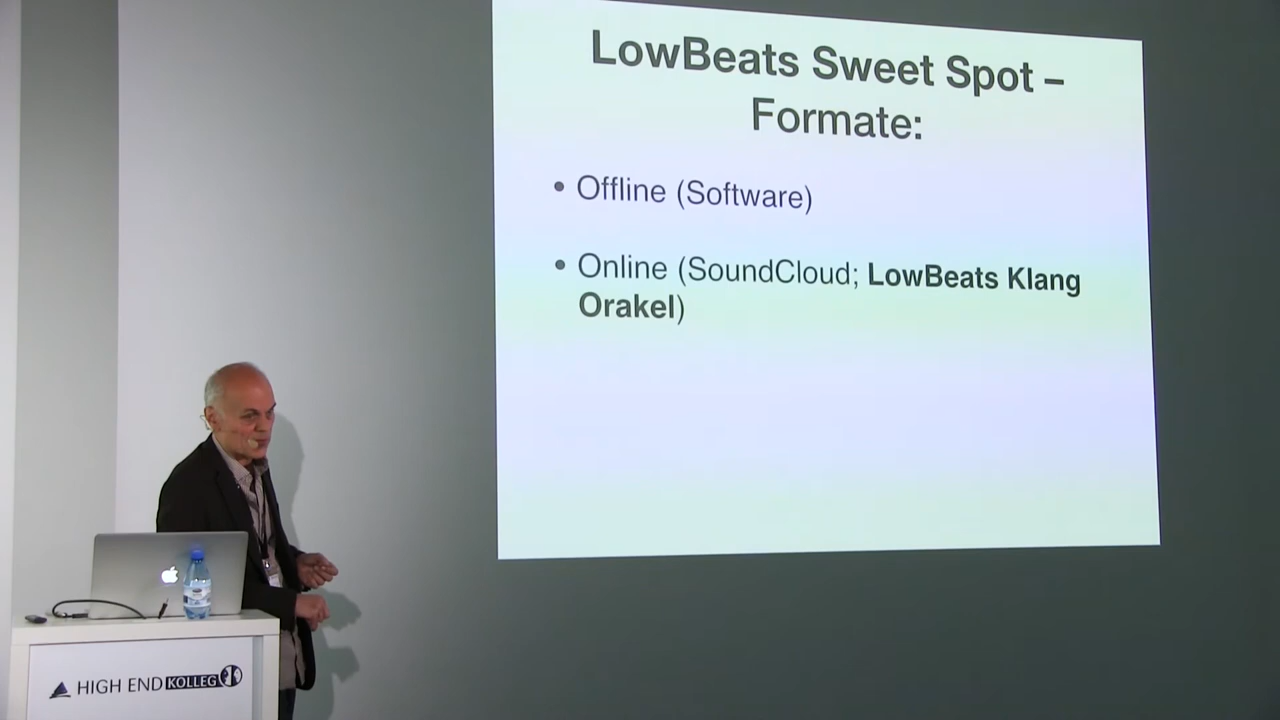 LowBeats Sweet Spot –
Formate:
• Offline (Software)
• Online (SoundCloud; LowBeats Klang
Orakel)
HIGH END KOLLEG